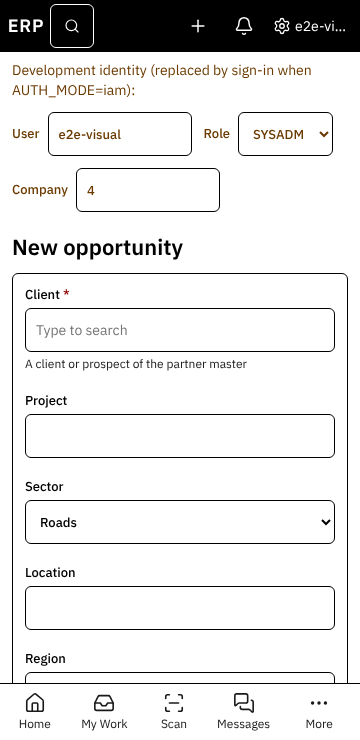 ERP
e2e-vi...
Development identity (replaced by sign-in when
AUTH_MODE=iam):
User
e2e-visual
Role
SYSADM
Company
4
New opportunity
Client *
Type to search
A client or prospect of the partner master
Project
Sector
Roads
Location
Region
Home
My Work
Scan
Messages
More